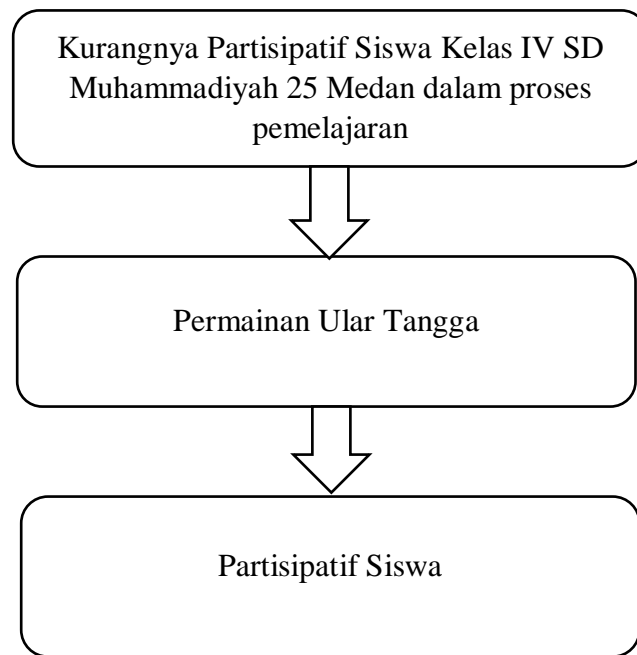 Kurangnya Partisipatif Siswa Kelas IV SD
Muhammadiyah 25 Medan dalam proses
pemelajaran
Permainan Ular Tangga
Partisipatif Siswa